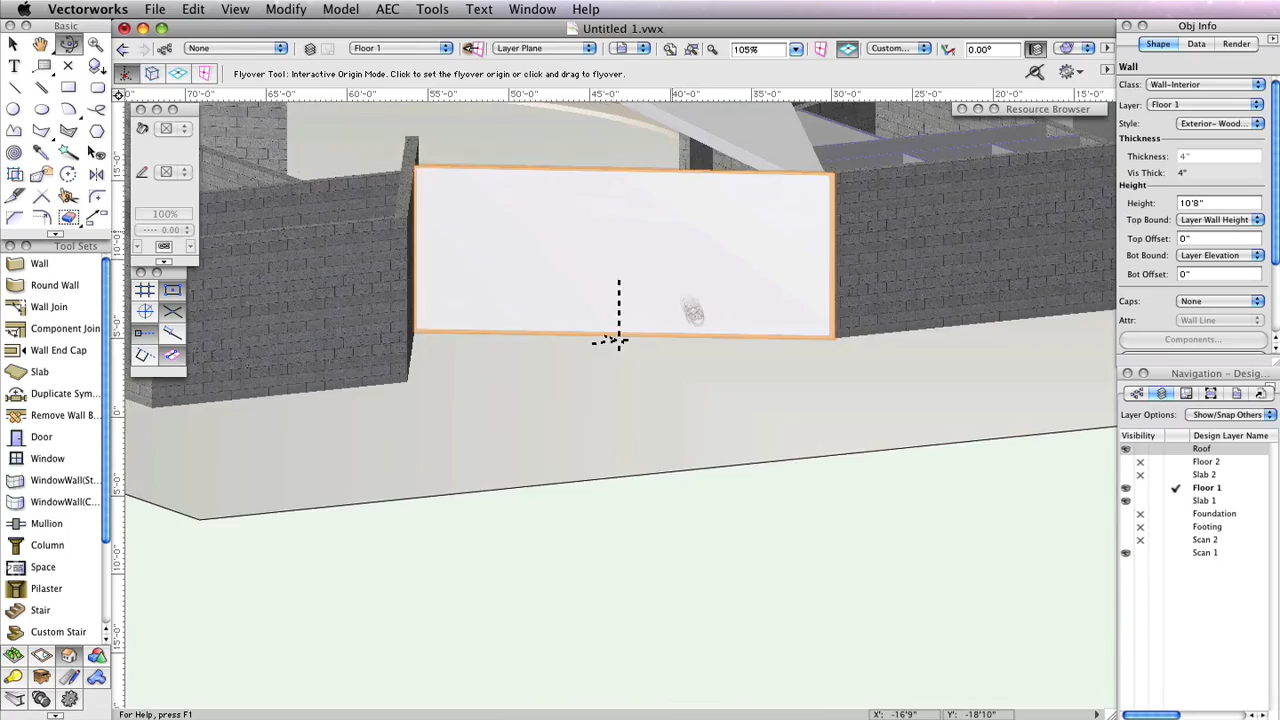 Vectorworks File Edit View Modify Model AEC Tools Text Window Help
Basic
Untitled 1.vwx
Obj Info
None
Floor 1
Layer Plane
105%
Custom...
0.00°
Shape Data Render
Flyover Tool: Interactive Origin Mode. Click to set the flyover origin or click and drag to flyover.
Wall
Class: Wall-Interior
70'-0" 65'-0" 55'-0" 50'-0" 45'-0" 40'-0" 35'-0" 30'-0" 20'-0" 15'-0"
Layer: Floor 1
Resource Browser
Style: Exterior- Wood...
Thickness
Thickness: 4"
Vis Thick: 4"
Height
Height: 10'8"
Top Bound: Layer Wall Height
Top Offset: 0"
Bot Bound: Layer Elevation
Bot Offset: 0"
Caps: None
Attr: Wall Line
Components...
100%
0.00
Tool Sets
Wall
Round Wall
Wall Join
Component Join
Wall End Cap
Slab
Duplicate Sym...
Remove Wall B...
Door
Window
WindowWall(St...
WindowWall(C...
Mullion
Column
Space
Pilaster
Stair
Custom Stair
Navigation - Desig...
Layer Options: Show/Snap Others
Visibility Design Layer Name
Roof
Floor 2
Slab 2
Floor 1
Slab 1
Foundation
Footing
Scan 2
Scan 1
For Help, press F1
X: -16'9" Y: -18'10"